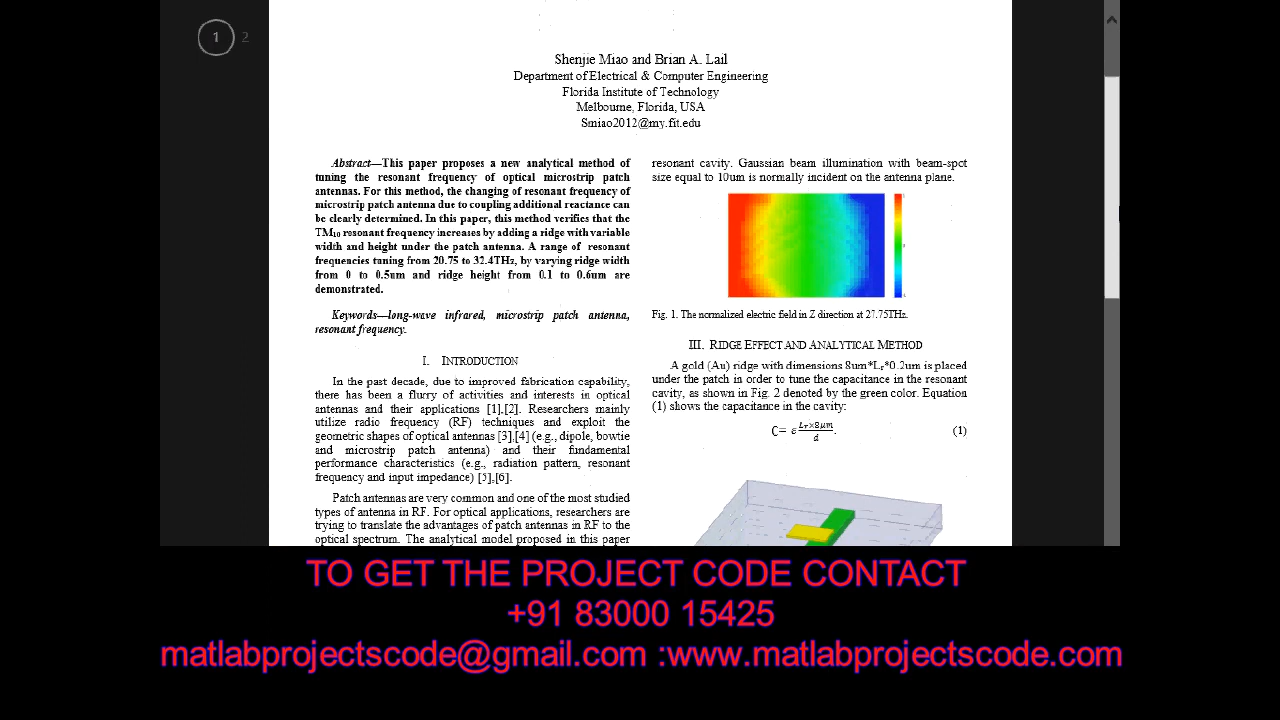 1 2
Shenjie Miao and Brian A. Lail
Department of Electrical & Computer Engineering
Florida Institute of Technology
Melbourne, Florida, USA
Smiao2012@my.fit.edu
Abstract—This paper proposes a new analytical method of
tuning the resonant frequency of optical microstrip patch
antennas. For this method, the changing of resonant frequency of
microstrip patch antenna due to coupling additional reactance can
be clearly determined. In this paper, this method verifies that the
TM₁₀ resonant frequency increases by adding a ridge with variable
width and height under the patch antenna. A range of resonant
frequencies tuning from 20.75 to 32.4THz, by varying ridge width
from 0 to 0.5um and ridge height from 0.1 to 0.6um are
demonstrated.
Keywords—long-wave infrared, microstrip patch antenna,
resonant frequency.
I. INTRODUCTION
In the past decade, due to improved fabrication capability,
there has been a flurry of activities and interests in optical
antennas and their applications [1],[2]. Researchers mainly
utilize radio frequency (RF) techniques and exploit the
geometric shapes of optical antennas [3],[4] (e.g., dipole, bowtie
and microstrip patch antenna) and their fundamental
performance characteristics (e.g., radiation pattern, resonant
frequency and input impedance) [5],[6].
Patch antennas are very common and one of the most studied
types of antenna in RF. For optical applications, researchers are
trying to translate the advantages of patch antennas in RF to the
optical spectrum. The analytical model proposed in this paper
resonant cavity. Gaussian beam illumination with beam-spot
size equal to 10um is normally incident on the antenna plane.
Fig. 1. The normalized electric field in Z direction at 27.75THz.
III. RIDGE EFFECT AND ANALYTICAL METHOD
A gold (Au) ridge with dimensions 8um*Lᵣ*0.2um is placed
under the patch in order to tune the capacitance in the resonant
cavity, as shown in Fig. 2 denoted by the green color. Equation
(1) shows the capacitance in the cavity:
C= ε Lᵣ×8μm/d. (1)
TO GET THE PROJECT CODE CONTACT
+91 83000 15425
matlabprojectscode@gmail.com :www.matlabprojectscode.com